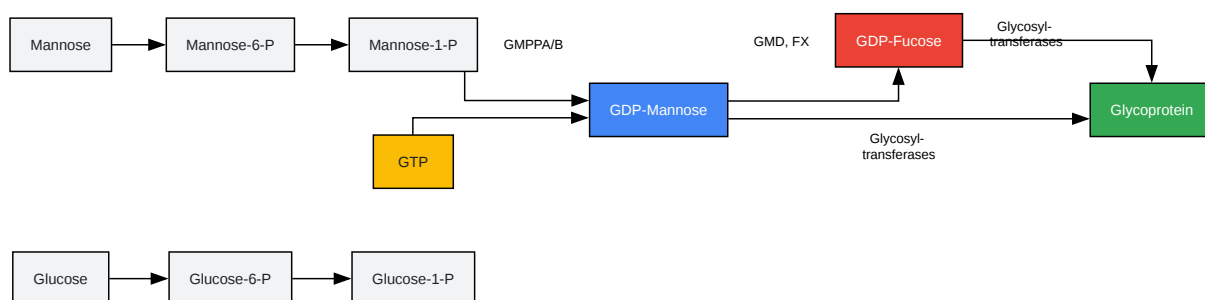 Mannose
Mannose-6-P
Mannose-1-P
GMPPA/B
GMD, FX
GDP-Fucose
Glycosyl-
transferases
GDP-Mannose
Glycoprotein
Glycosyl-
transferases
GTP
Glucose
Glucose-6-P
Glucose-1-P